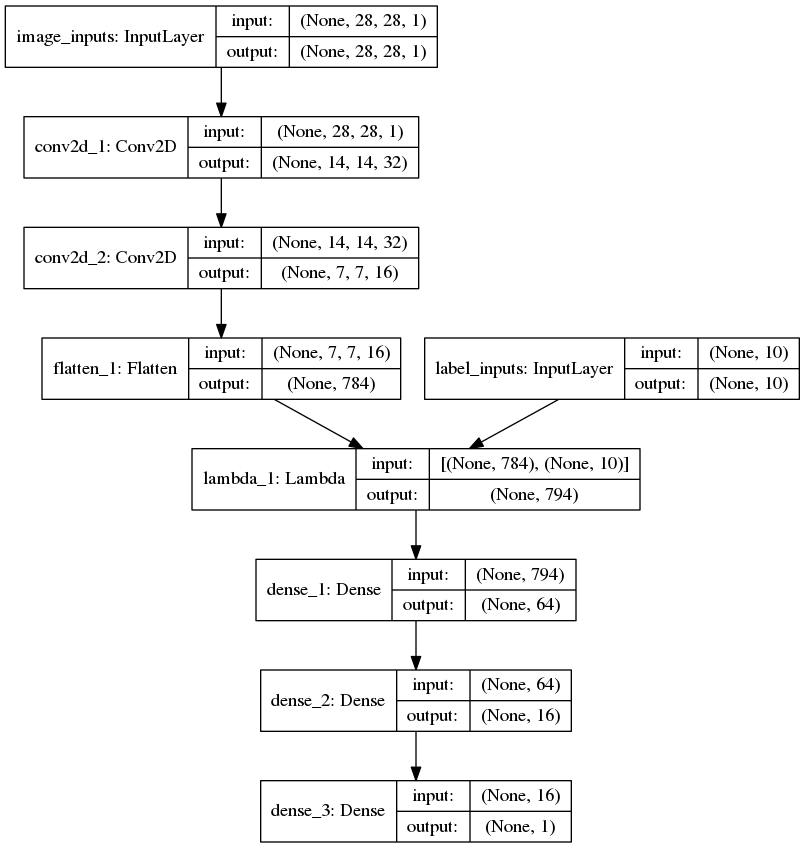 image_inputs: InputLayer
input: (None, 28, 28, 1)
output: (None, 28, 28, 1)
conv2d_1: Conv2D
input: (None, 28, 28, 1)
output: (None, 14, 14, 32)
conv2d_2: Conv2D
input: (None, 14, 14, 32)
output: (None, 7, 7, 16)
flatten_1: Flatten
input: (None, 7, 7, 16)
output: (None, 784)
label_inputs: InputLayer
input: (None, 10)
output: (None, 10)
lambda_1: Lambda
input: [(None, 784), (None, 10)]
output: (None, 794)
dense_1: Dense
input: (None, 794)
output: (None, 64)
dense_2: Dense
input: (None, 64)
output: (None, 16)
dense_3: Dense
input: (None, 16)
output: (None, 1)